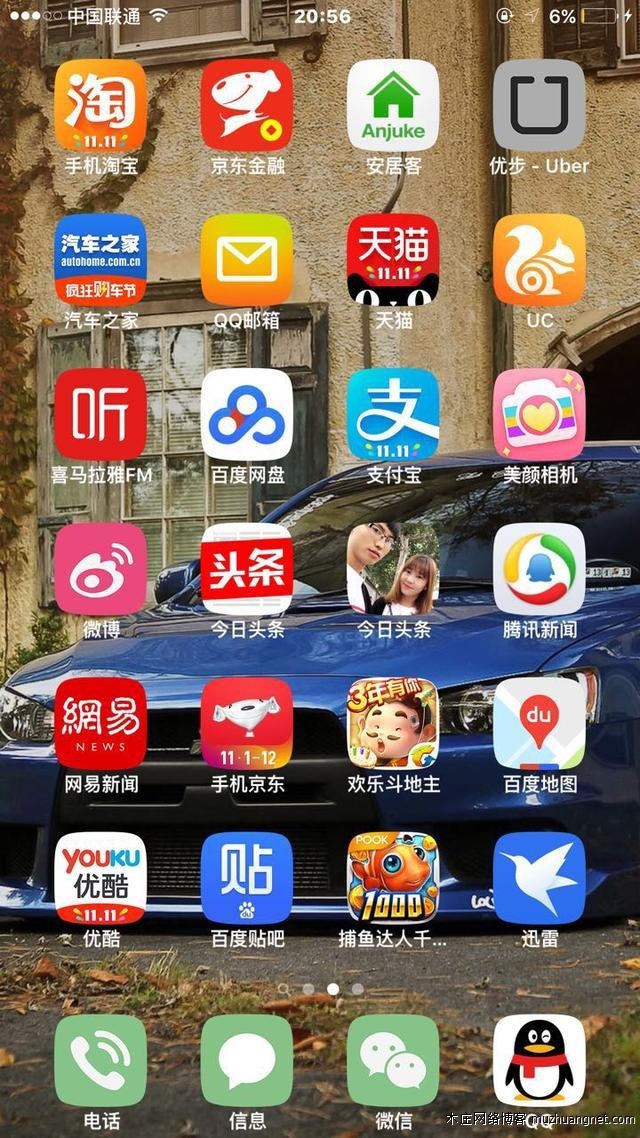 中国联通 20:56 6%
淘 11.11 Anjuke
手机淘宝 京东金融 安居客 优步 - Uber
汽车之家 autohome.com.cn 疯狂购车节 天猫 11.11
汽车之家 QQ邮箱 天猫 UC
听 支 11.11
喜马拉雅FM 百度网盘 支付宝 美颜相机
头条
微博 今日头条 今日头条 腾讯新闻
網易 NEWS 11·1-12 3年有你 du
网易新闻 手机京东 欢乐斗地主 百度地图
YOUKU 优酷 11.11 贴 du POOK 1000
优酷 百度贴吧 捕鱼达人千... 迅雷
电话 信息 微信 QQ
木庄网络博客 muzhuangnet.com